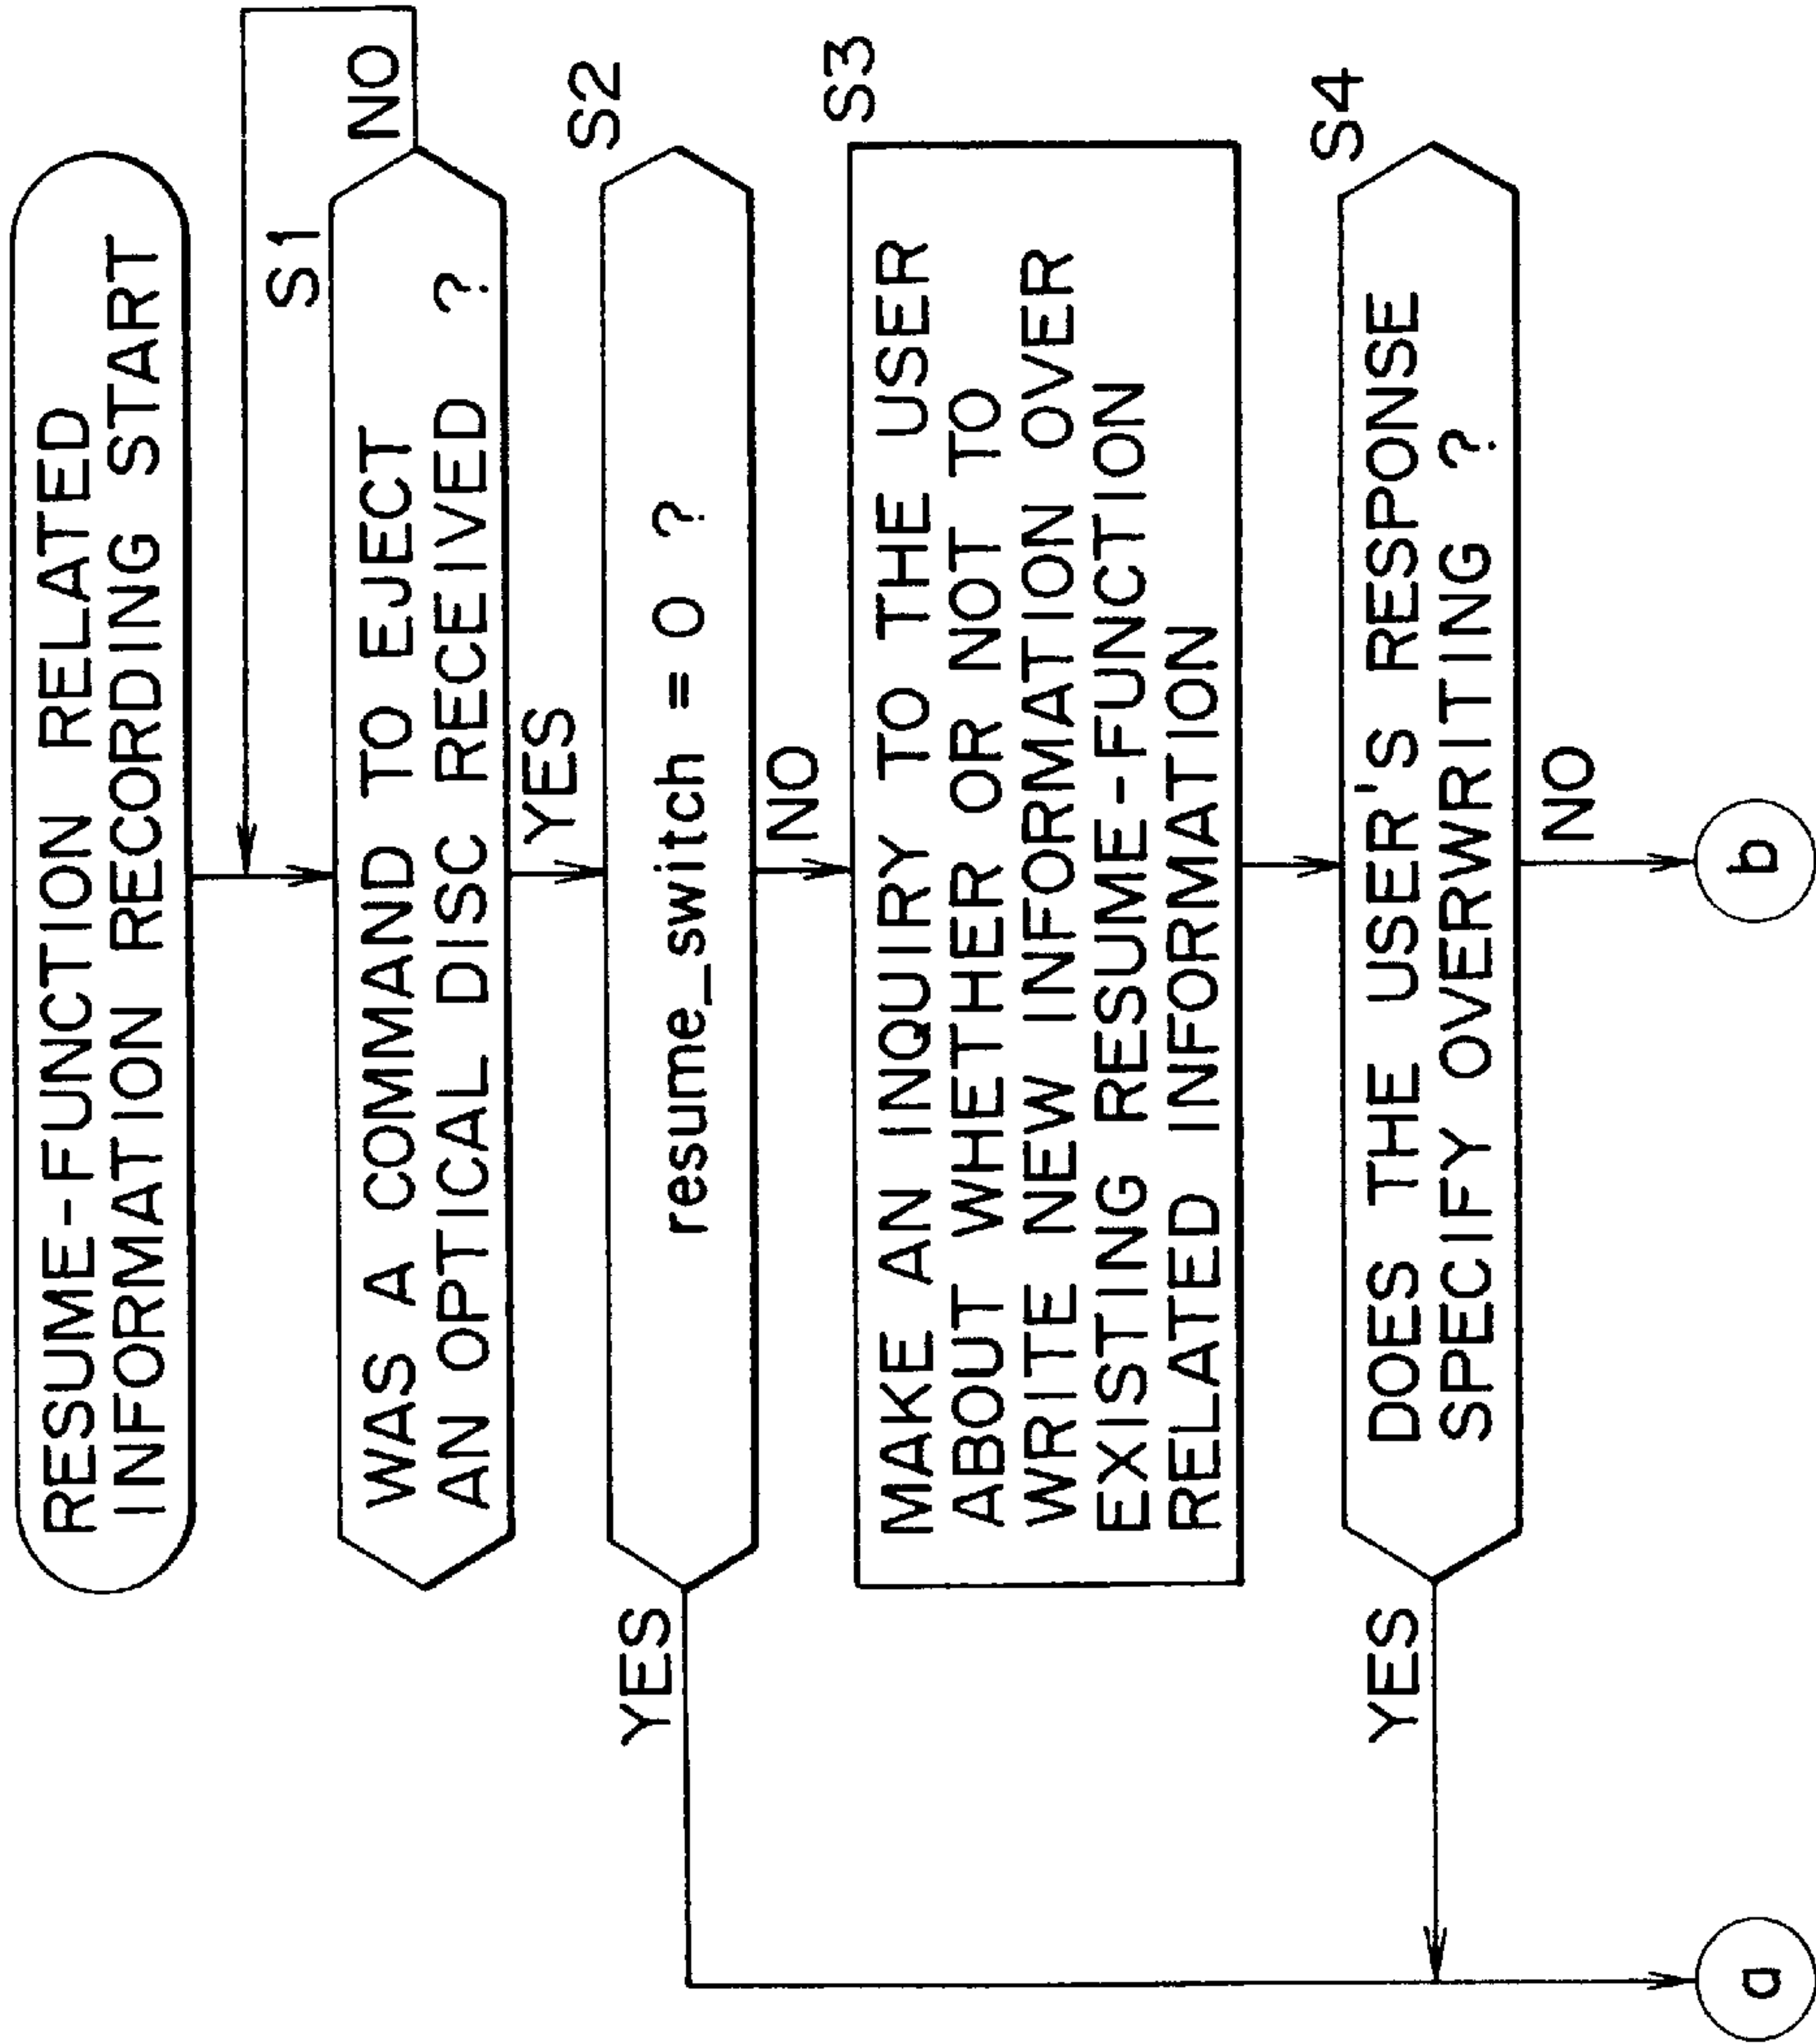 RESUME-FUNCTION RELATED
INFORMATION RECORDING START
S1
WAS A COMMAND TO EJECT
AN OPTICAL DISC RECEIVED ?
NO
YES
S2
resume_switch = 0 ?
YES
NO
S3
MAKE AN INQUIRY TO THE USER
ABOUT WHETHER OR NOT TO
WRITE NEW INFORMATION OVER
EXISTING RESUME-FUNCTION
RELATED INFORMATION
S4
DOES THE USER'S RESPONSE
SPECIFY OVERWRITING ?
YES
NO
a
b